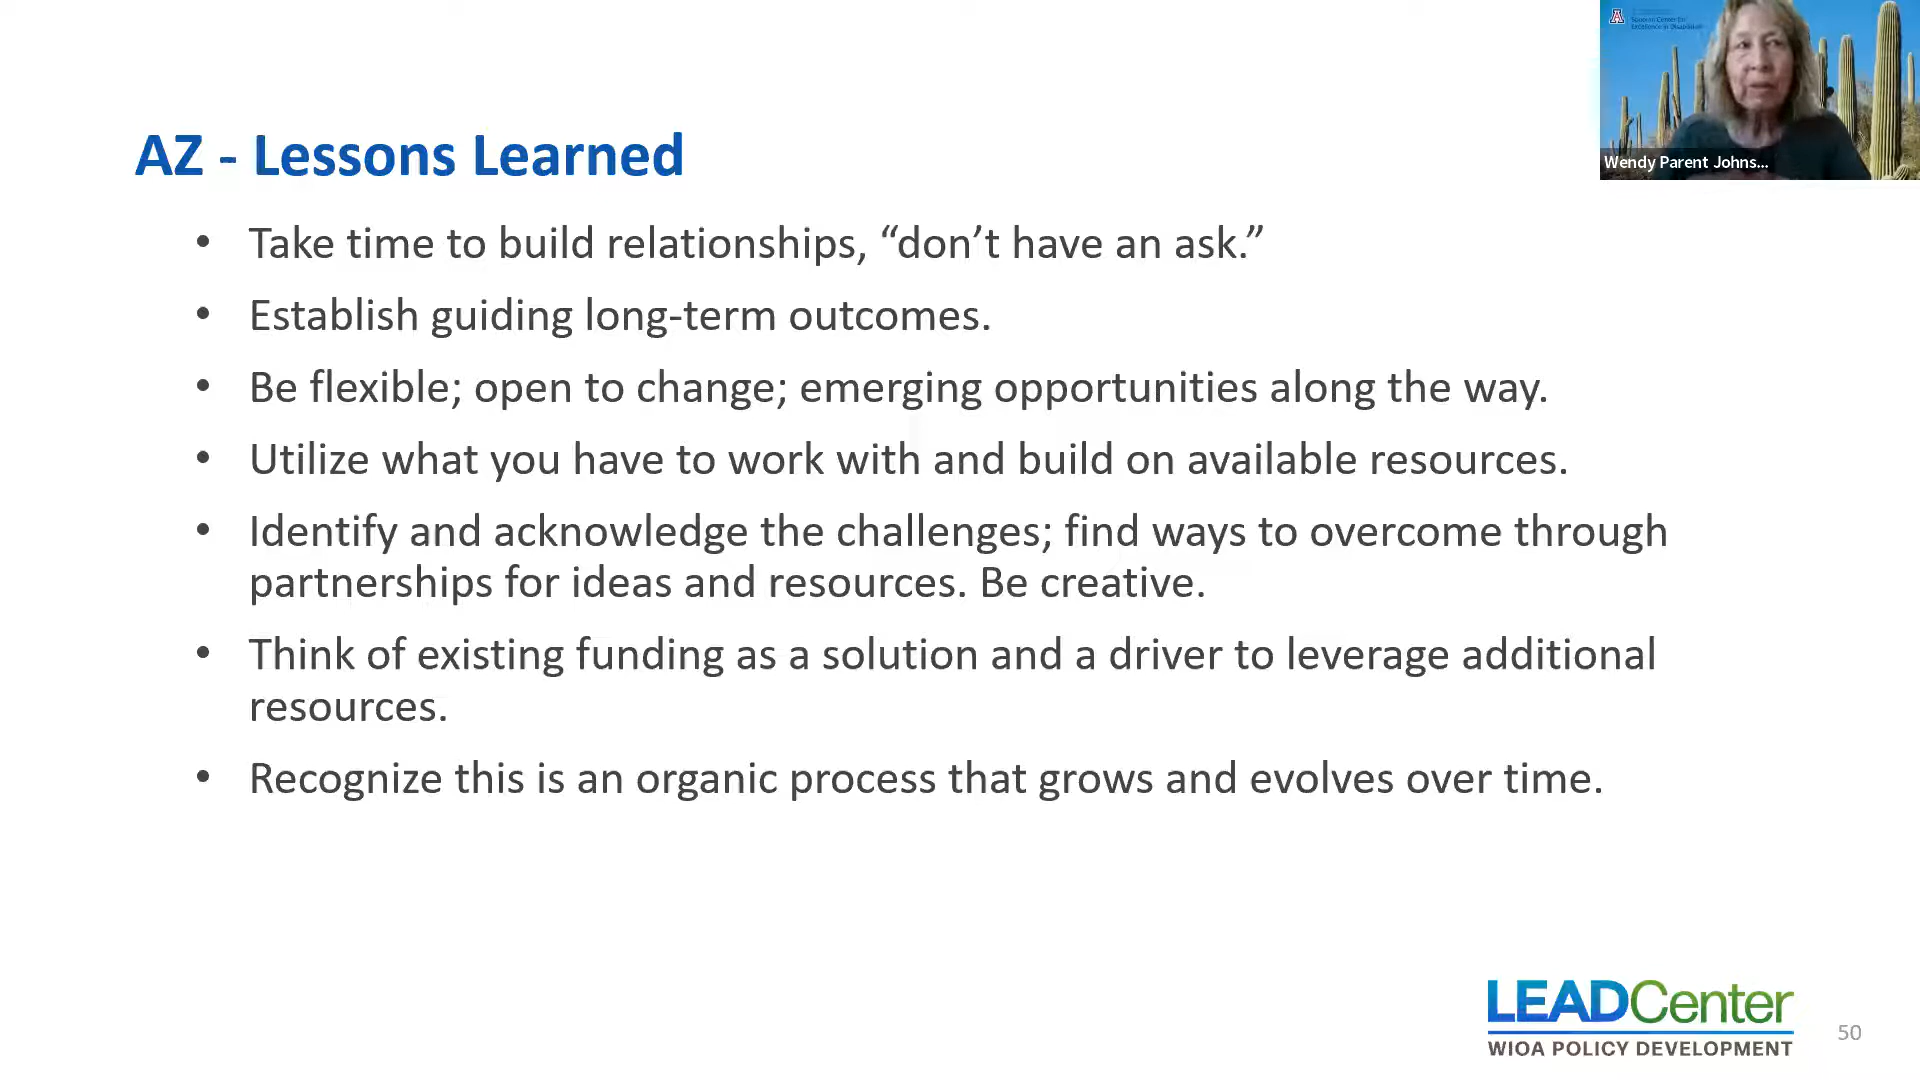 AZ - Lessons Learned
• Take time to build relationships, “don’t have an ask.”
• Establish guiding long-term outcomes.
• Be flexible; open to change; emerging opportunities along the way.
• Utilize what you have to work with and build on available resources.
• Identify and acknowledge the challenges; find ways to overcome through
partnerships for ideas and resources. Be creative.
• Think of existing funding as a solution and a driver to leverage additional
resources.
• Recognize this is an organic process that grows and evolves over time.
A
Wendy Parent Johns...
LEADCenter
WIOA POLICY DEVELOPMENT
50